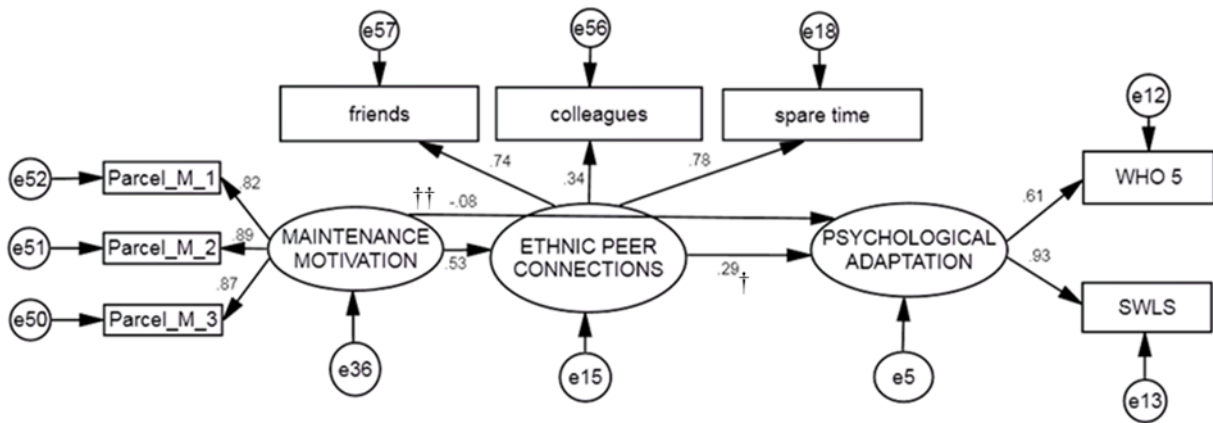 e57
e56
e18
e12
friends
colleagues
spare time
WHO 5
e52
Parcel_M_1
.82
.74
.34
.78
.61
††
-.08
e51
Parcel_M_2
.89
MAINTENANCE
MOTIVATION
.53
ETHNIC PEER
CONNECTIONS
.29
†
PSYCHOLOGICAL
ADAPTATION
.93
e50
Parcel_M_3
.87
SWLS
e36
e15
e5
e13